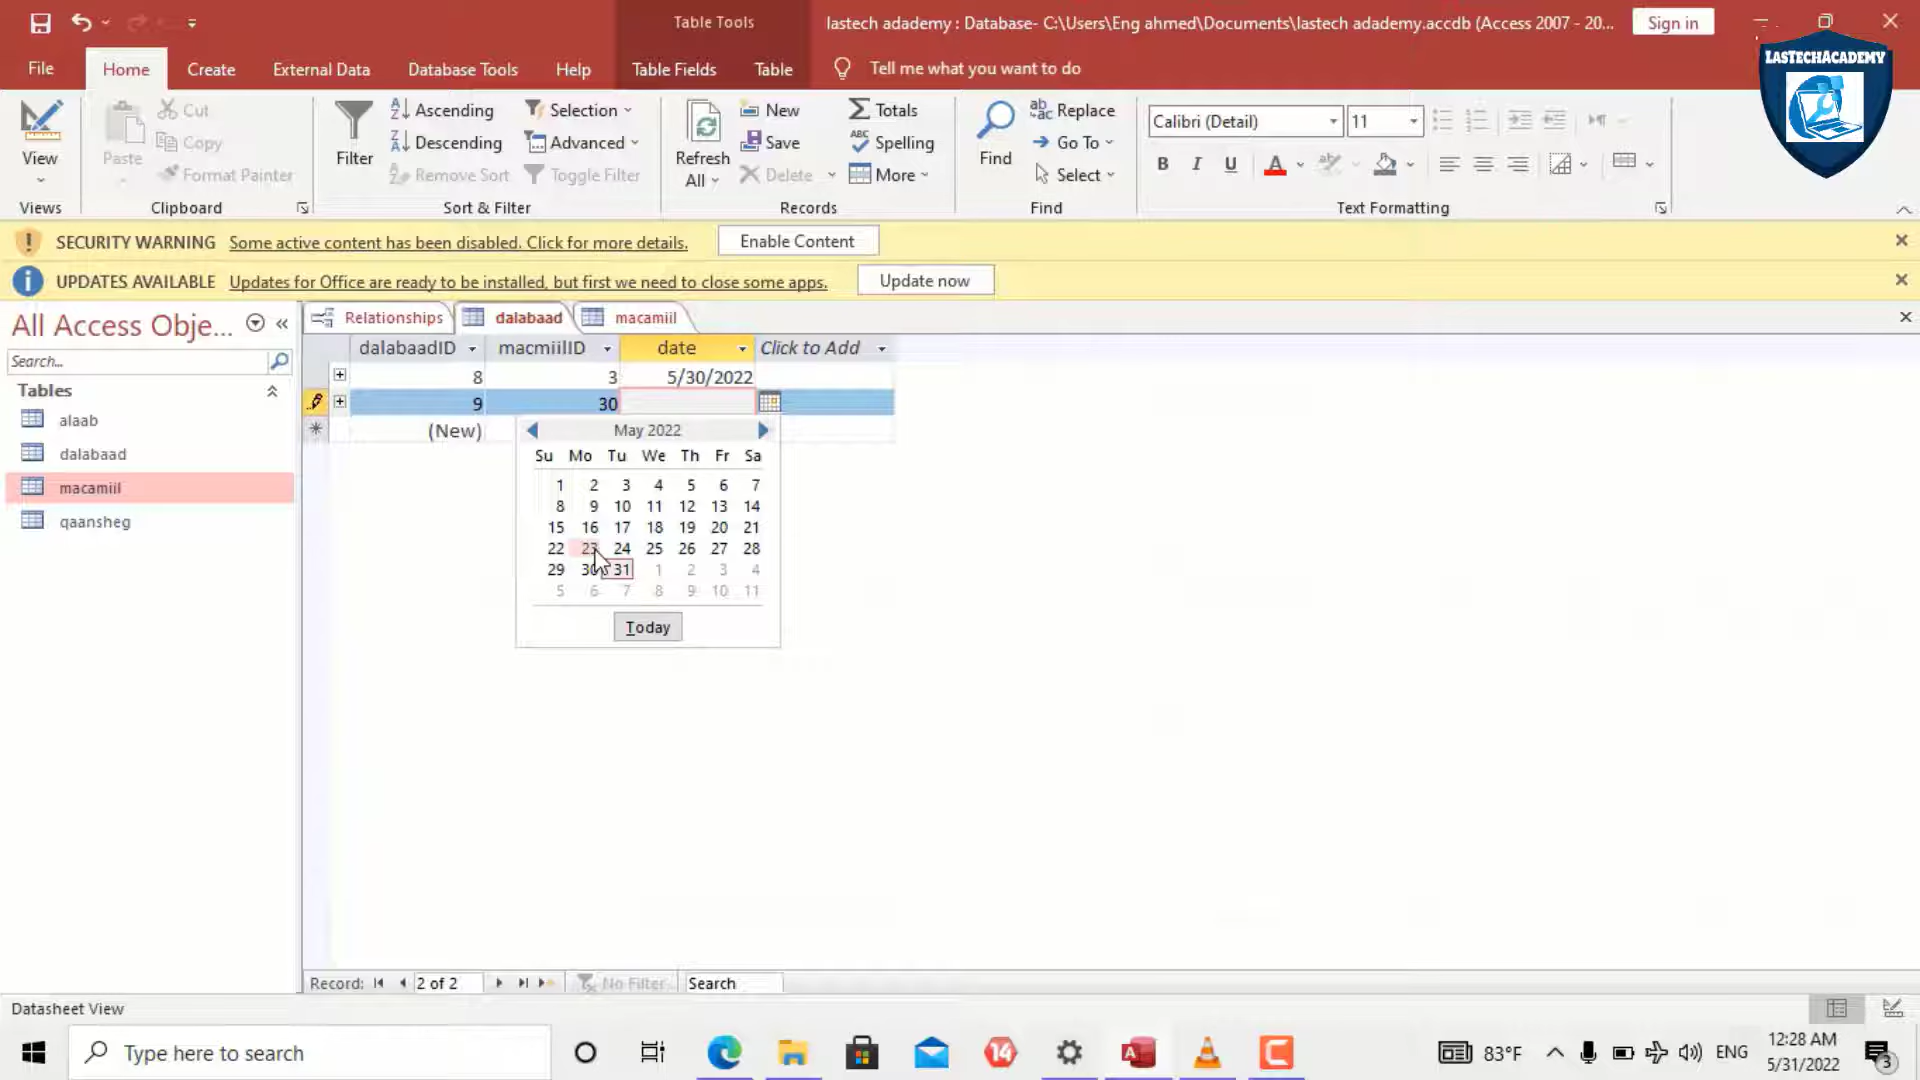 Table Tools
lastech adademy : Database- C:\Users\Eng ahmed\Documents\lastech adademy.accdb (Access 2007 - 20...
Sign in
File
Home
Create
External Data
Database Tools
Help
Table Fields
Table
Tell me what you want to do
LASTECHACADEMY
View
Paste
Cut
Copy
Format Painter
Filter
Ascending
Descending
Remove Sort
Selection
Advanced
Toggle Filter
Refresh
All
New
Save
Delete
Totals
Spelling
More
Find
Replace
Go To
Select
Calibri (Detail)
11
B I U A
Views
Clipboard
Sort & Filter
Records
Find
Text Formatting
SECURITY WARNING Some active content has been disabled. Click for more details. Enable Content
UPDATES AVAILABLE Updates for Office are ready to be installed, but first we need to close some apps. Update now
All Access Obje...
Search...
Tables
alaab
dalabaad
macamiil
qaansheg
Relationships
dalabaad
macamiil
dalabaadID macmiilID date Click to Add
8 3 5/30/2022
9 30
(New)
May 2022
Su Mo Tu We Th Fr Sa
1 2 3 4 5 6 7
8 9 10 11 12 13 14
15 16 17 18 19 20 21
22 23 24 25 26 27 28
29 30 31 1 2 3 4
5 6 7 8 9 10 11
Today
Record: 2 of 2 No Filter Search
Datasheet View
Type here to search
14
83°F
ENG
12:28 AM
5/31/2022
3